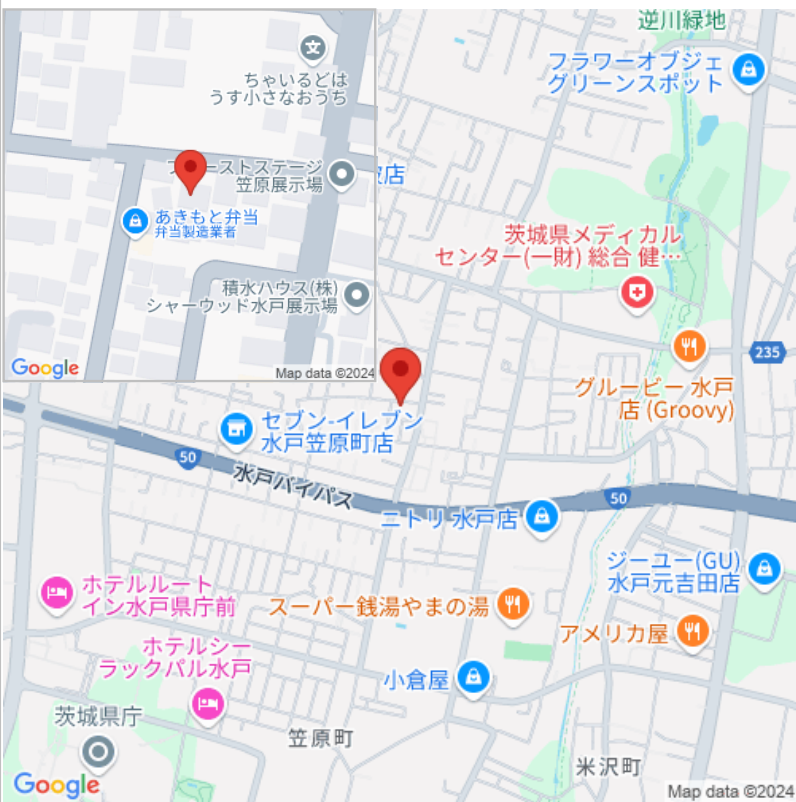 逆川緑地
フラワーオブジェ
グリーンスポット
ちゃいるどは
うす小さなおうち
ストステージ
笠原展示場
店
あきもと弁当
弁当製造業者
茨城県メディカル
センター(一財) 総合 健…
積水ハウス(株)
シャーウッド水戸展示場
235
Google
Map data ©2024
グルービー 水戸
店 (Groovy)
セブン-イレブン
水戸笠原町店
50
水戸バイパス
50
ニトリ 水戸店
ジーユー(GU)
水戸元吉田店
ホテルルート
イン水戸県庁前
スーパー銭湯やまの湯
アメリカ屋
ホテルシー
ラックパル水戸
小倉屋
茨城県庁
笠原町
米沢町
Google
Map data ©2024